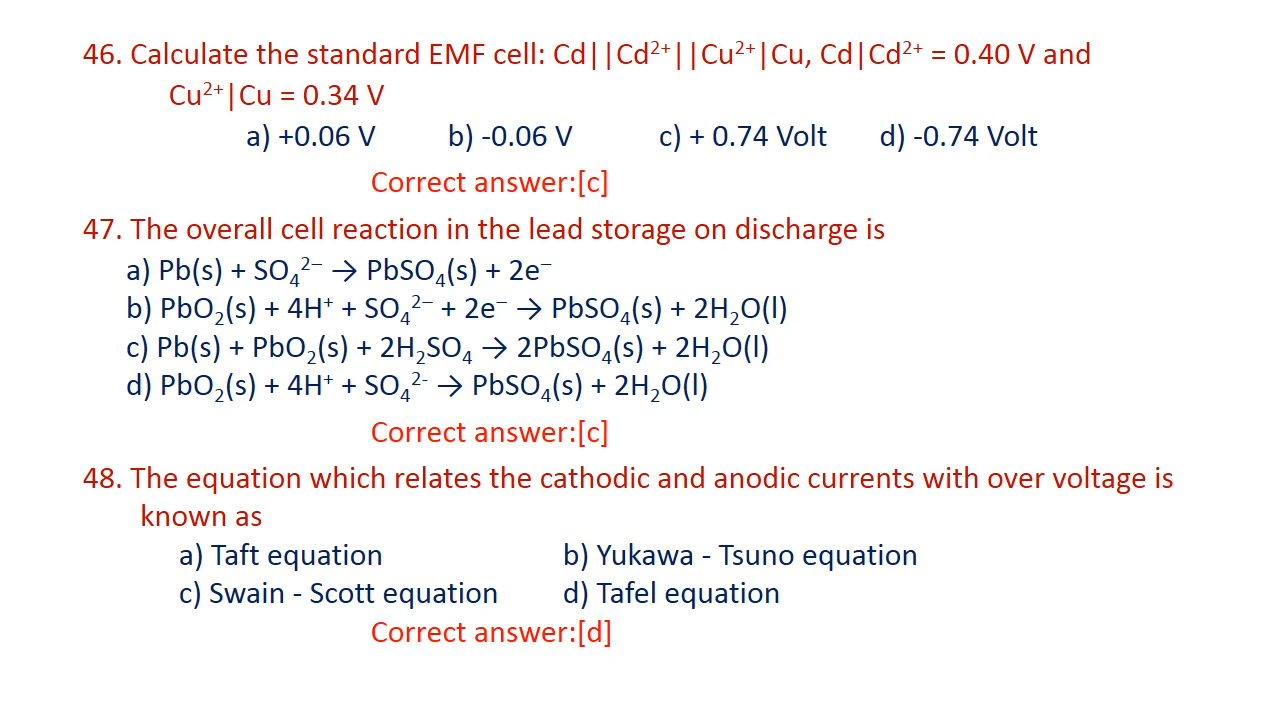 46. Calculate the standard EMF cell: Cd||Cd²⁺||Cu²⁺|Cu, Cd|Cd²⁺ = 0.40 V and
Cu²⁺|Cu = 0.34 V
a) +0.06 V b) -0.06 V c) + 0.74 Volt d) -0.74 Volt
Correct answer:[c]
47. The overall cell reaction in the lead storage on discharge is
a) Pb(s) + SO₄²⁻ → PbSO₄(s) + 2e⁻
b) PbO₂(s) + 4H⁺ + SO₄²⁻ + 2e⁻ → PbSO₄(s) + 2H₂O(l)
c) Pb(s) + PbO₂(s) + 2H₂SO₄ → 2PbSO₄(s) + 2H₂O(l)
d) PbO₂(s) + 4H⁺ + SO₄²⁻ → PbSO₄(s) + 2H₂O(l)
Correct answer:[c]
48. The equation which relates the cathodic and anodic currents with over voltage is
known as
a) Taft equation b) Yukawa - Tsuno equation
c) Swain - Scott equation d) Tafel equation
Correct answer:[d]